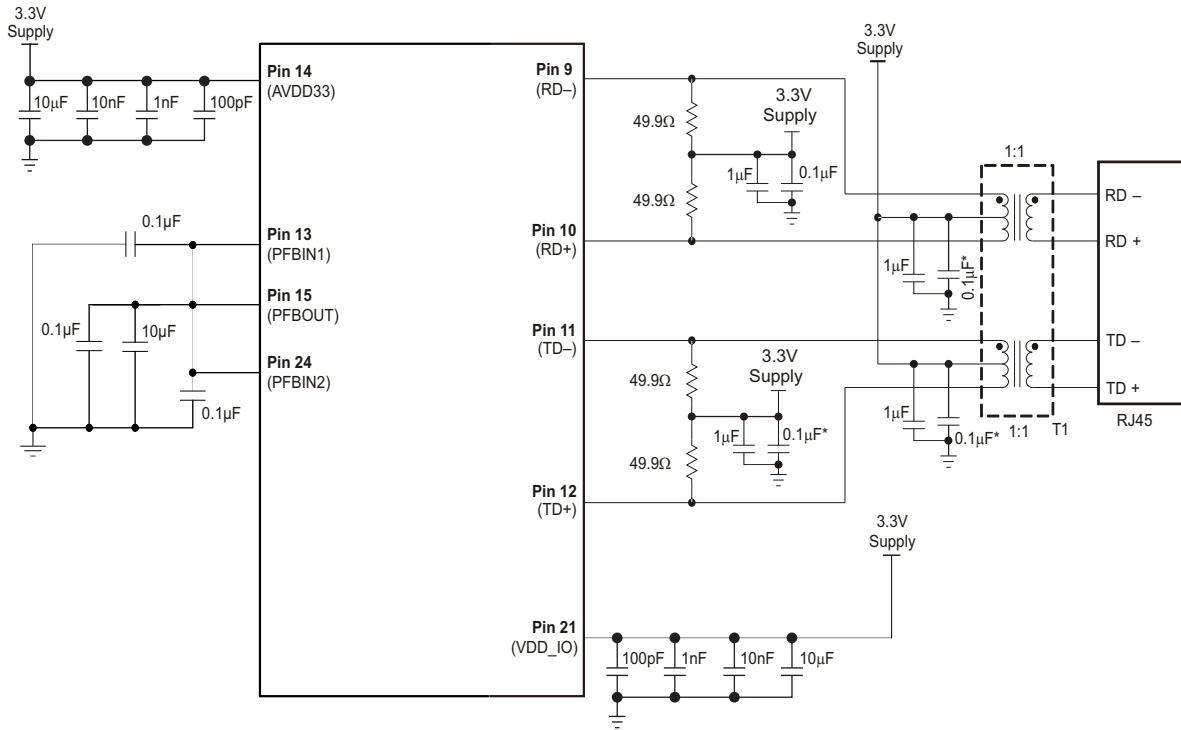 3.3V
Supply
10μF
10nF
1nF
100pF
Pin 14
(AVDD33)
0.1μF
Pin 13
(PFBIN1)
Pin 15
(PFBOUT)
0.1μF
10μF
Pin 24
(PFBIN2)
0.1μF
Pin 9
(RD–)
49.9Ω
3.3V
Supply
1μF
0.1μF
49.9Ω
Pin 10
(RD+)
3.3V
Supply
1:1
RD –
RD +
1μF
0.1μF*
Pin 11
(TD–)
49.9Ω
3.3V
Supply
1μF
0.1μF*
49.9Ω
Pin 12
(TD+)
TD –
TD +
1μF
0.1μF*
1:1
T1
RJ45
3.3V
Supply
Pin 21
(VDD_IO)
100pF
1nF
10nF
10μF